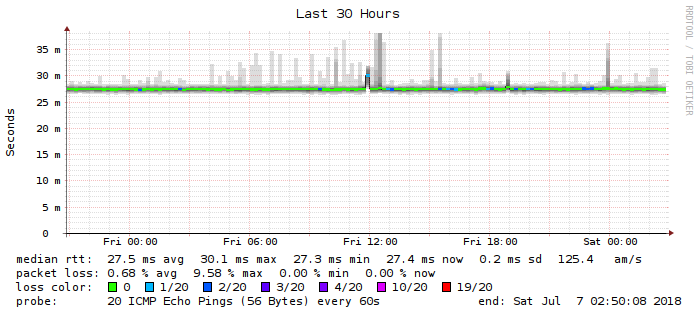 Last 30 Hours
RRDTOOL / TOBI OETIKER
Seconds
35 m
30 m
25 m
20 m
15 m
10 m
5 m
0
Fri 00:00 Fri 06:00 Fri 12:00 Fri 18:00 Sat 00:00
median rtt: 27.5 ms avg 30.1 ms max 27.3 ms min 27.4 ms now 0.2 ms sd 125.4 am/s
packet loss: 0.68 % avg 9.58 % max 0.00 % min 0.00 % now
loss color: 0 1/20 2/20 3/20 4/20 10/20 19/20
probe: 20 ICMP Echo Pings (56 Bytes) every 60s end: Sat Jul 7 02:50:08 2018